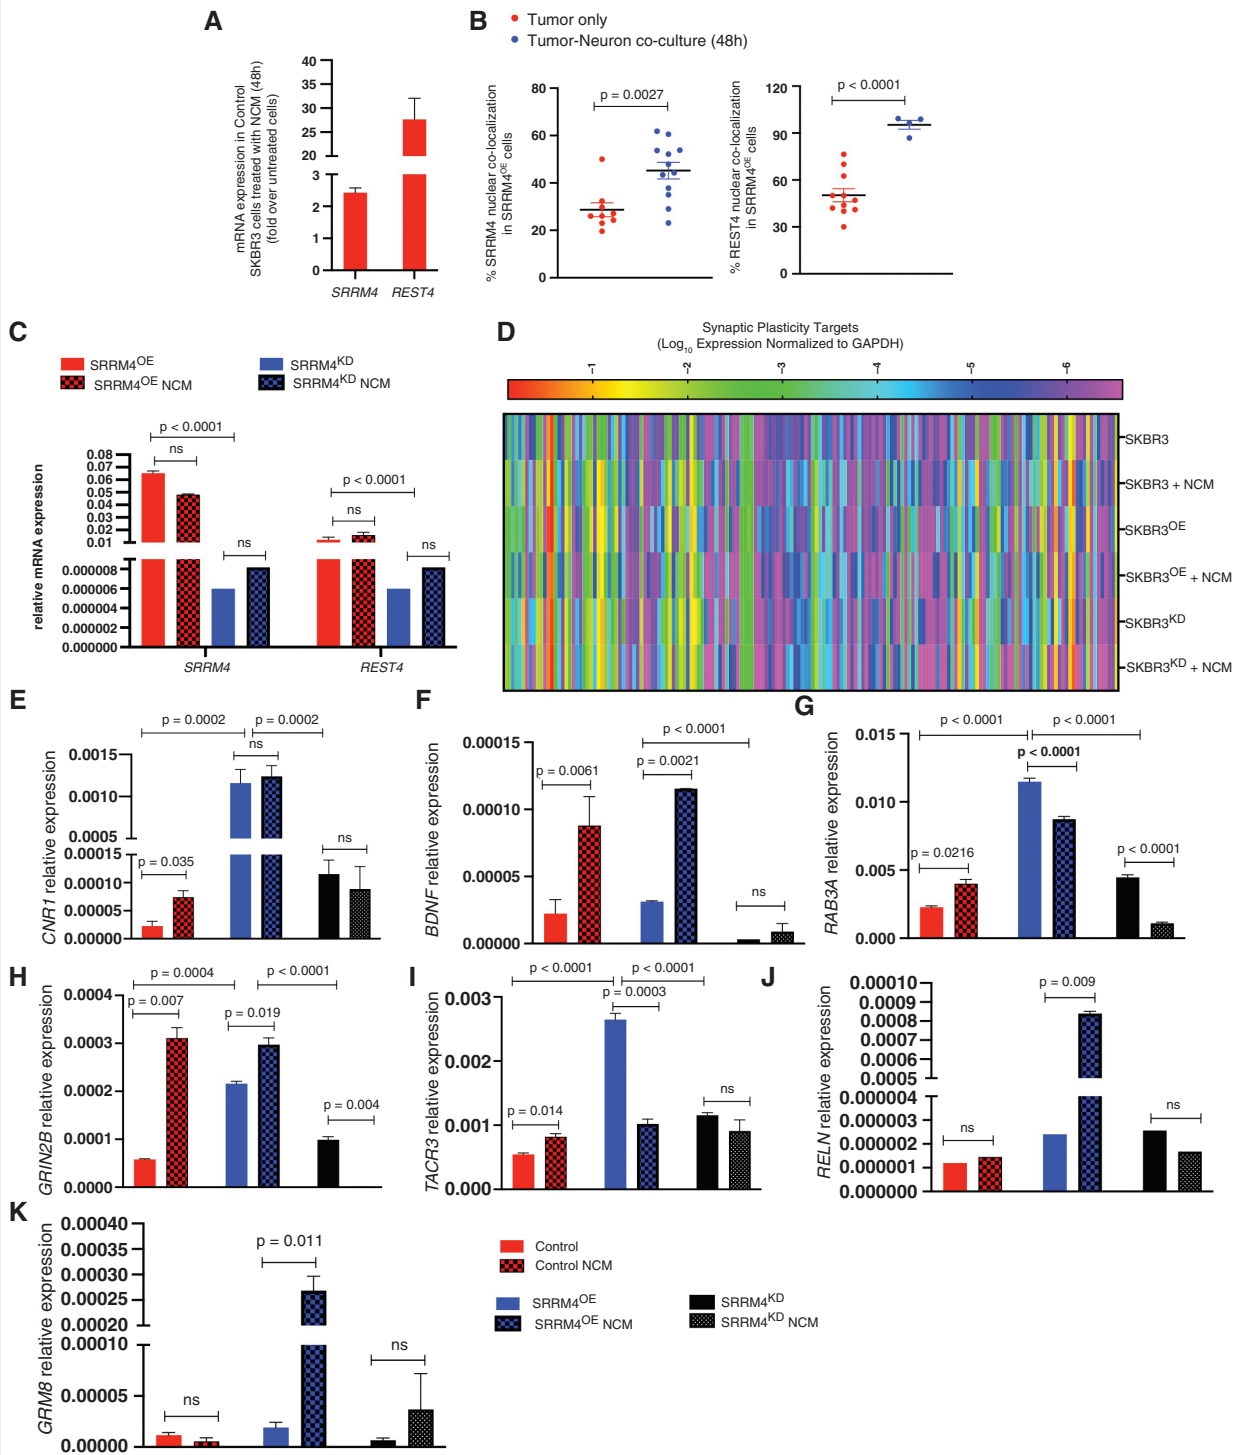 A
mRNA expression in Control
SKBR3 cells treated with NCM (48h)
(fold over untreated cells)
40
35
30
25
20
3
2
1
0
SRRM4 REST4
B
Tumor only
Tumor-Neuron co-culture (48h)
% SRRM4 nuclear co-localization
in SRRM4OE cells
80
60
40
20
0
p = 0.0027
% REST4 nuclear co-localization
in SRRM4OE cells
120
90
60
30
0
p < 0.0001
C
SRRM4OE
SRRM4OE NCM
SRRM4KD
SRRM4KD NCM
relative mRNA expression
0.08
0.07
0.06
0.05
0.04
0.03
0.02
0.01
0.000008
0.000006
0.000004
0.000002
0.000000
p < 0.0001
ns
ns
p < 0.0001
ns
ns
SRRM4 REST4
D
Synaptic Plasticity Targets
(Log10 Expression Normalized to GAPDH)
-1 -2 -3 -4 -5 -6
SKBR3
SKBR3 + NCM
SKBR3OE
SKBR3OE + NCM
SKBR3KD
SKBR3KD + NCM
E
CNR1 relative expression
0.0015
0.0010
0.0005
0.00015
0.00010
0.00005
0.00000
p = 0.0002 p = 0.0002
ns
p = 0.035
ns
F
BDNF relative expression
0.00015
0.00010
0.00005
0.00000
p < 0.0001
p = 0.0061 p = 0.0021
ns
G
RAB3A relative expression
0.015
0.010
0.005
0.000
p < 0.0001 p < 0.0001
p < 0.0001
p = 0.0216 p < 0.0001
H
GRIN2B relative expression
0.0004
0.0003
0.0002
0.0001
0.0000
p = 0.0004 p < 0.0001
p = 0.007
p = 0.019
p = 0.004
I
TACR3 relative expression
0.003
0.002
0.001
0.000
p < 0.0001 p < 0.0001
p = 0.0003
p = 0.014
ns
J
RELN relative expression
0.00010
0.0009
0.0008
0.0007
0.0006
0.0005
0.000004
0.000003
0.000002
0.000001
0.000000
p = 0.009
ns
ns
K
GRM8 relative expression
0.00040
0.00035
0.00030
0.00025
0.00020
0.00010
0.00005
0.00000
p = 0.011
ns
ns
Control
Control NCM
SRRM4OE
SRRM4OE NCM
SRRM4KD
SRRM4KD NCM